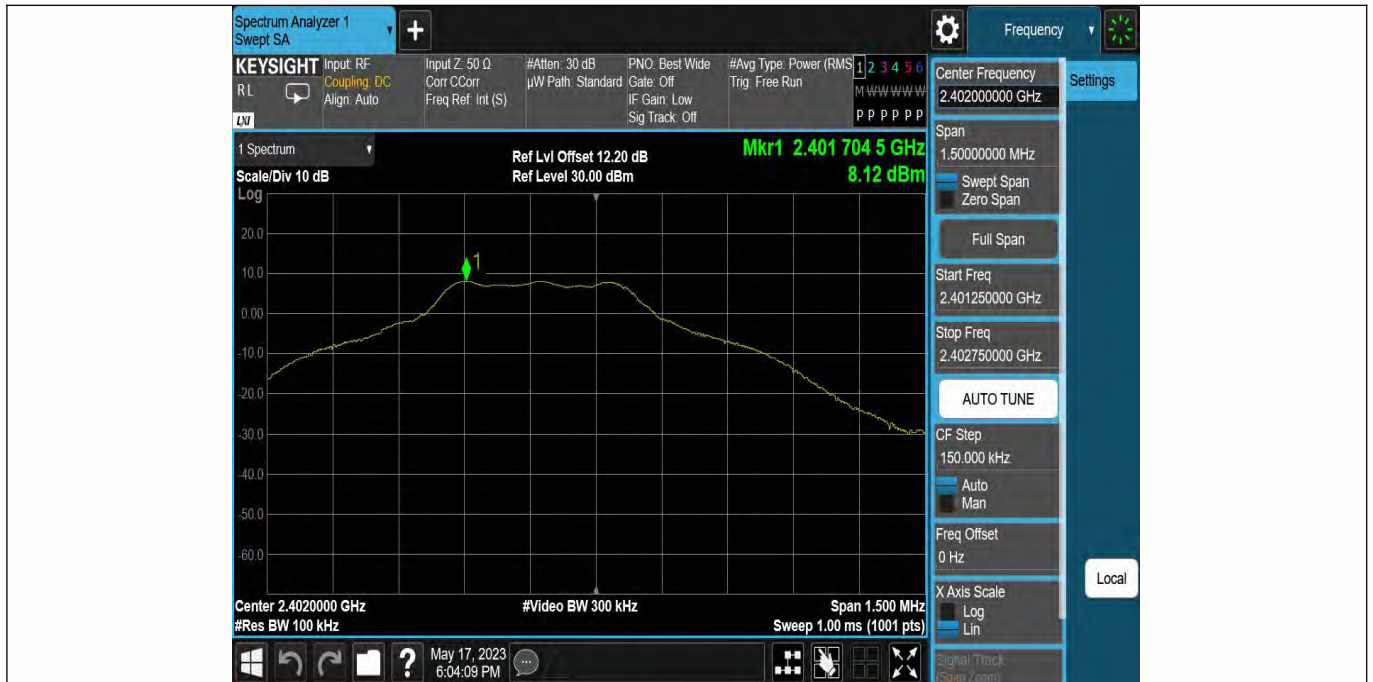 Spectrum Analyzer 1
Swept SA
+
Frequency
KEYSIGHT
RL
LXI
Input: RF
Coupling: DC
Align: Auto
Input Z: 50 Ω
Corr CCorr
Freq Ref: Int (S)
#Atten: 30 dB
µW Path: Standard
PNO: Best Wide
Gate: Off
IF Gain: Low
Sig Track: Off
#Avg Type: Power (RMS
Trig: Free Run
1 2 3 4 5 6
M W W W W W
P P P P P P
1 Spectrum
Scale/Div 10 dB
Ref Lvl Offset 12.20 dB
Ref Level 30.00 dBm
Mkr1 2.401 704 5 GHz
8.12 dBm
Log
20.0
10.0
0.00
-10.0
-20.0
-30.0
-40.0
-50.0
-60.0
1
Center 2.4020000 GHz
#Res BW 100 kHz
#Video BW 300 kHz
Span 1.500 MHz
Sweep 1.00 ms (1001 pts)
?
May 17, 2023
6:04:09 PM
Center Frequency
2.402000000 GHz
Settings
Span
1.50000000 MHz
Swept Span
Zero Span
Full Span
Start Freq
2.401250000 GHz
Stop Freq
2.402750000 GHz
AUTO TUNE
CF Step
150.000 kHz
Auto
Man
Freq Offset
0 Hz
X Axis Scale
Log
Lin
Signal Track
(Span Zoom)
Local